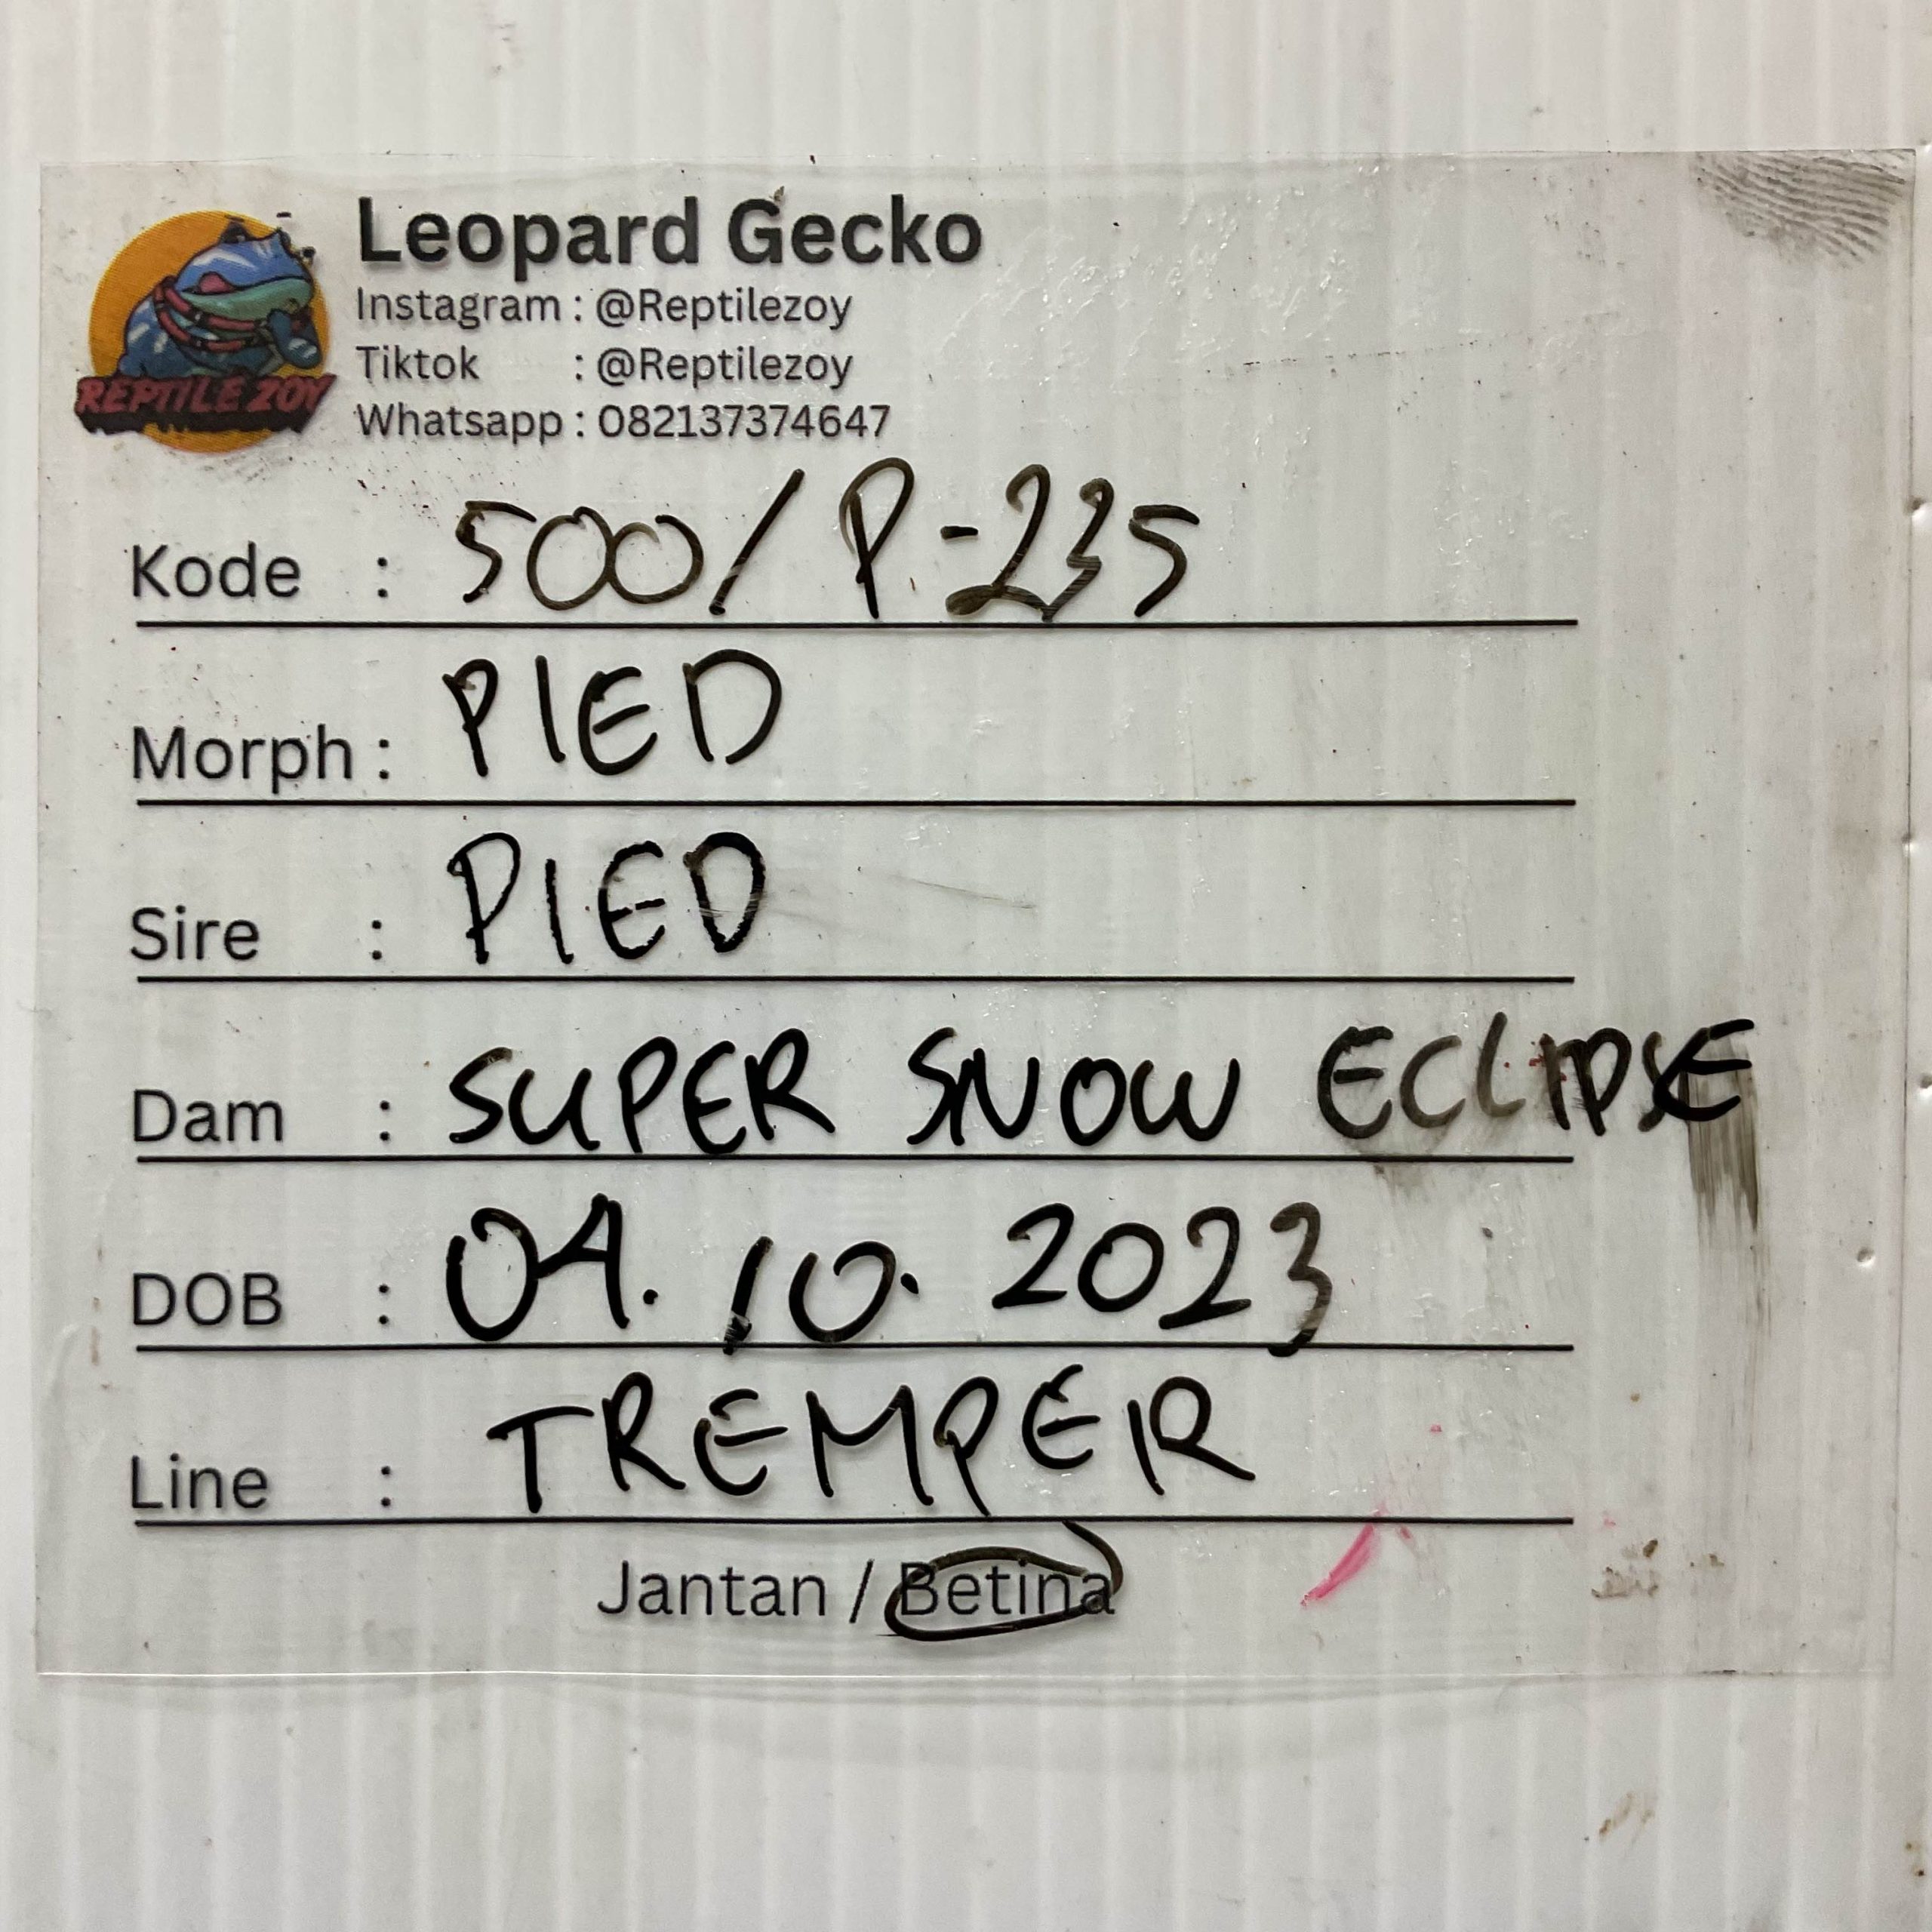 REPTILE ZOY
Leopard Gecko
Instagram : @Reptilezoy
Tiktok : @Reptilezoy
Whatsapp : 082137374647
Kode : 500/P-235
Morph : PIED
Sire : PIED
Dam : SUPER SNOW ECLIPSE
DOB : 04.10.2023
Line : TREMPER
Jantan / Betina